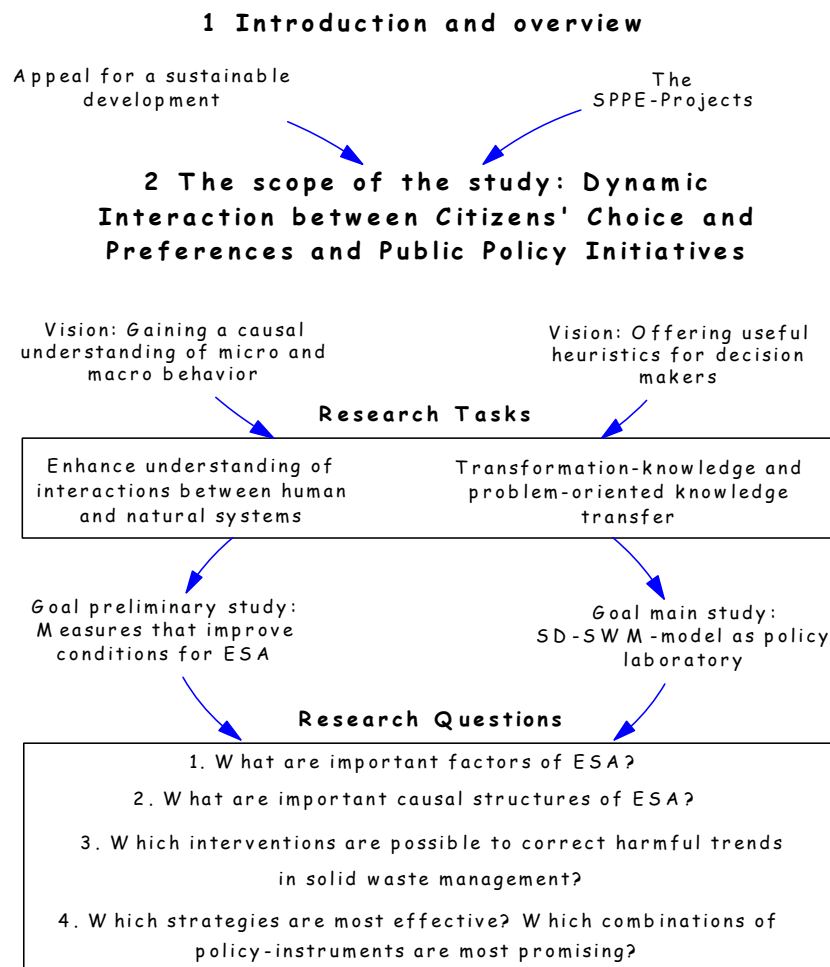 1 Introduction and overview
Appeal for a sustainable
development
The
SPPE-Projects
2 The scope of the study: Dynamic
Interaction between Citizens' Choice and
Preferences and Public Policy Initiatives
Vision: Gaining a causal
understanding of micro and
macro behavior
Vision: Offering useful
heuristics for decision
makers
Research Tasks
Enhance understanding of
interactions between human
and natural systems
Transformation-knowledge and
problem-oriented knowledge
transfer
Goal preliminary study:
Measures that improve
conditions for ESA
Goal main study:
SD-SWM-model as policy
laboratory
Research Questions
1. What are important factors of ESA?
2. What are important causal structures of ESA?
3. Which interventions are possible to correct harmful trends
in solid waste management?
4. Which strategies are most effective? Which combinations of
policy-instruments are most promising?